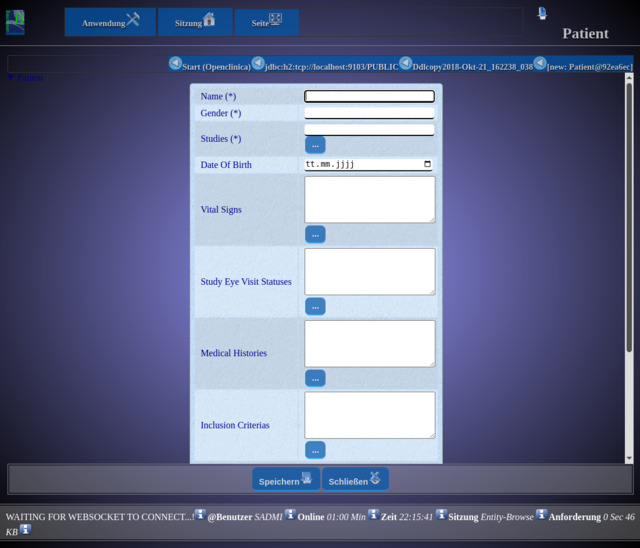 Anwendung Sitzung Seite
Patient
Start (Openclinica) jdbc:h2:tcp://localhost:9103/PUBLIC Ddlcopy2018-Okt-21_162238_038 [new: Patient@92ea6ec]
▼ Patient
Name (*)
Gender (*)
Studies (*)
...
Date Of Birth tt.mm.jjjj
Vital Signs
...
Study Eye Visit Statuses
...
Medical Histories
...
Inclusion Criterias
...
Speichern Schließen
WAITING FOR WEBSOCKET TO CONNECT...! @Benutzer SADMI Online 01:00 Min Zeit 22:15:41 Sitzung Entity-Browse Anforderung 0 Sec 46
KB